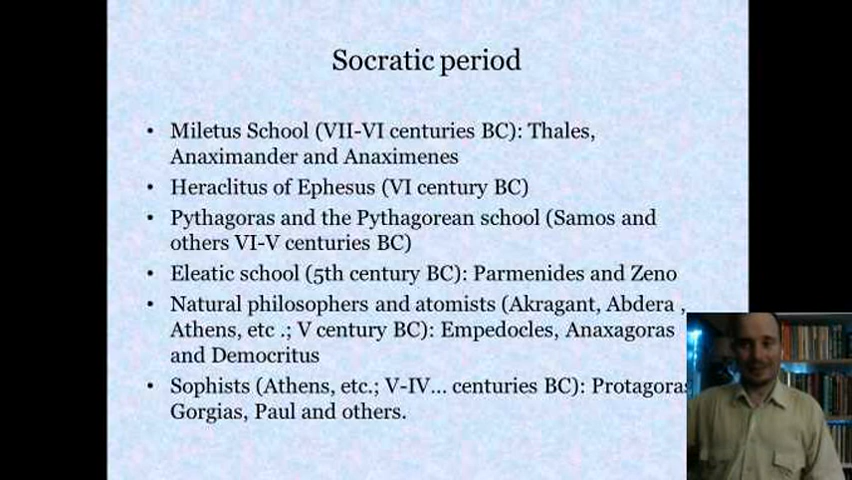 Socratic period
• Miletus School (VII-VI centuries BC): Thales,
Anaximander and Anaximenes
• Heraclitus of Ephesus (VI century BC)
• Pythagoras and the Pythagorean school (Samos and
others VI-V centuries BC)
• Eleatic school (5th century BC): Parmenides and Zeno
• Natural philosophers and atomists (Akragant, Abdera ,
Athens, etc .; V century BC): Empedocles, Anaxagoras
and Democritus
• Sophists (Athens, etc.; V-IV... centuries BC): Protagoras
Gorgias, Paul and others.